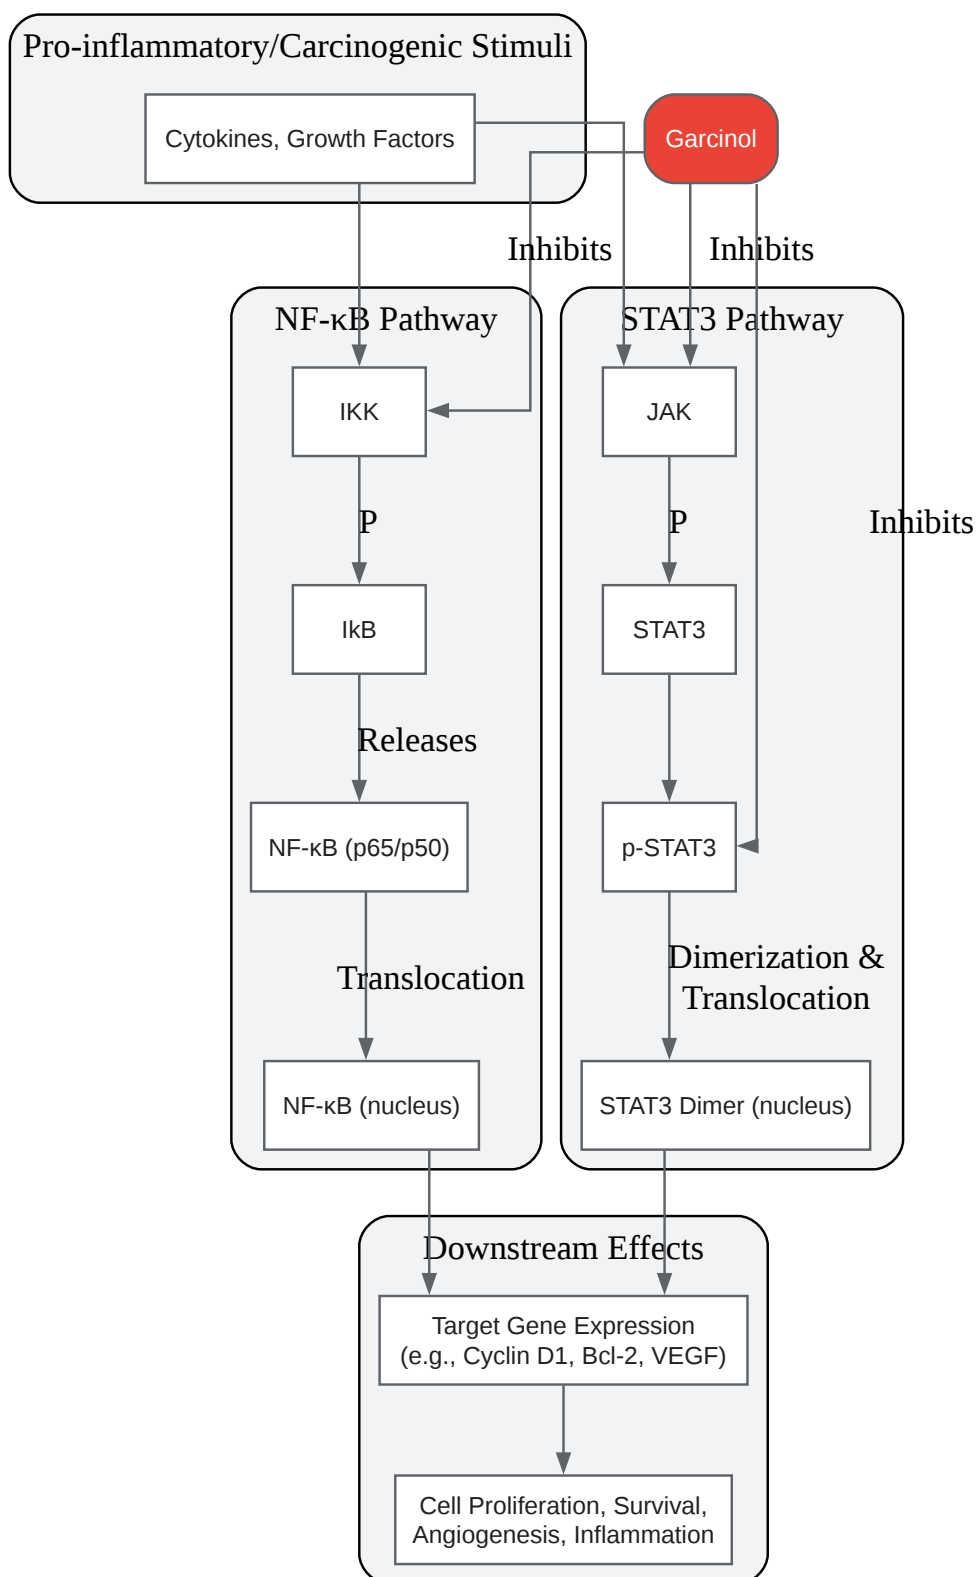 Pro-inflammatory/Carcinogenic Stimuli
Cytokines, Growth Factors
Garcinol
Inhibits
Inhibits
NF-κB Pathway
STAT3 Pathway
IKK
JAK
P
P
Inhibits
IkB
STAT3
Releases
NF-κB (p65/p50)
p-STAT3
Translocation
Dimerization &
Translocation
NF-κB (nucleus)
STAT3 Dimer (nucleus)
Downstream Effects
Target Gene Expression
(e.g., Cyclin D1, Bcl-2, VEGF)
Cell Proliferation, Survival,
Angiogenesis, Inflammation